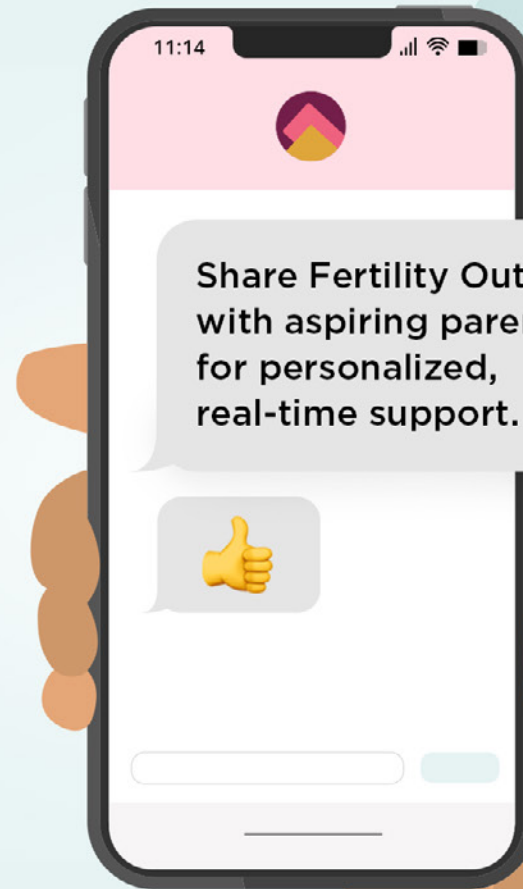 11:14
Share Fertility Out
with aspiring paren
for personalized,
real-time support.